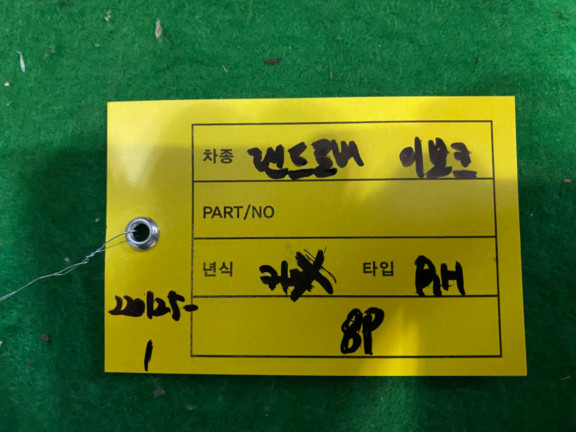 차종 랜드로버 이보크
PART/NO
년식 타입 RH
8P
220125-
1